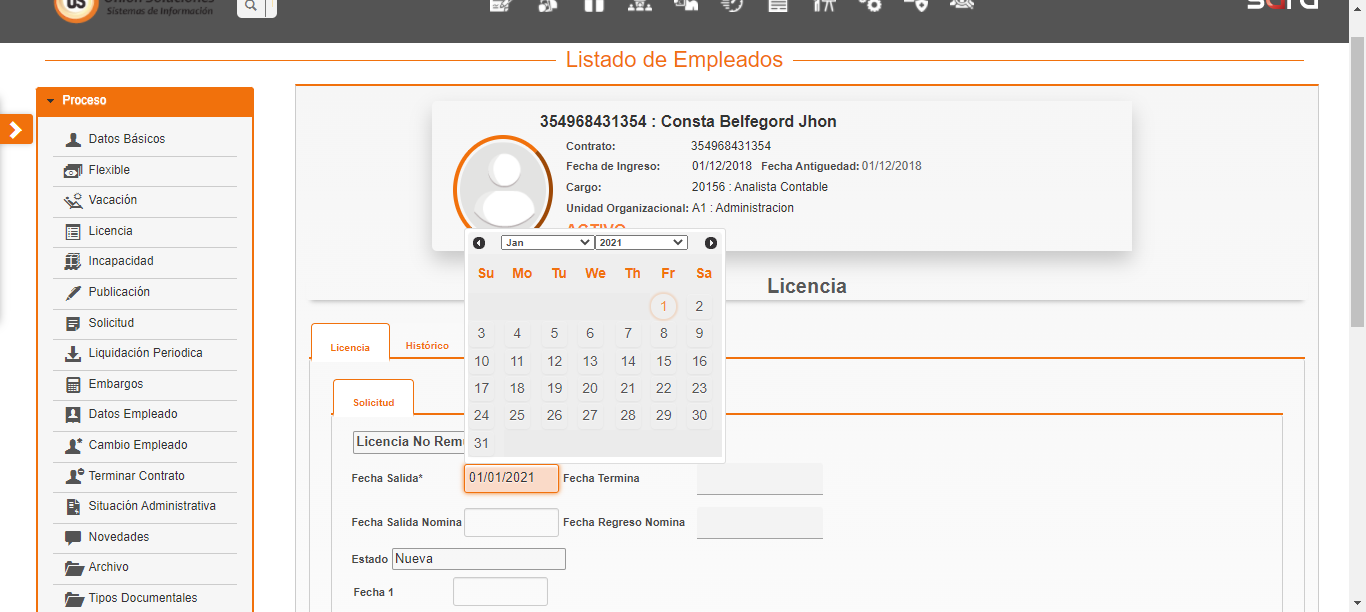 Sistemas de Información
Listado de Empleados
Proceso
Datos Básicos
Flexible
Vacación
Licencia
Incapacidad
Publicación
Solicitud
Liquidación Periodica
Embargos
Datos Empleado
Cambio Empleado
Terminar Contrato
Situación Administrativa
Novedades
Archivo
Tipos Documentales
354968431354 : Consta Belfegord Jhon
Contrato: 354968431354
Fecha de Ingreso: 01/12/2018 Fecha Antiguedad: 01/12/2018
Cargo: 20156 : Analista Contable
Unidad Organizacional: A1 : Administracion
ACTIVO
Jan 2021
Su Mo Tu We Th Fr Sa
1 2
3 4 5 6 7 8 9
10 11 12 13 14 15 16
17 18 19 20 21 22 23
24 25 26 27 28 29 30
31
Licencia
Licencia Histórico
Solicitud
Licencia No Rem
Fecha Salida* 01/01/2021 Fecha Termina
Fecha Salida Nomina Fecha Regreso Nomina
Estado Nueva
Fecha 1